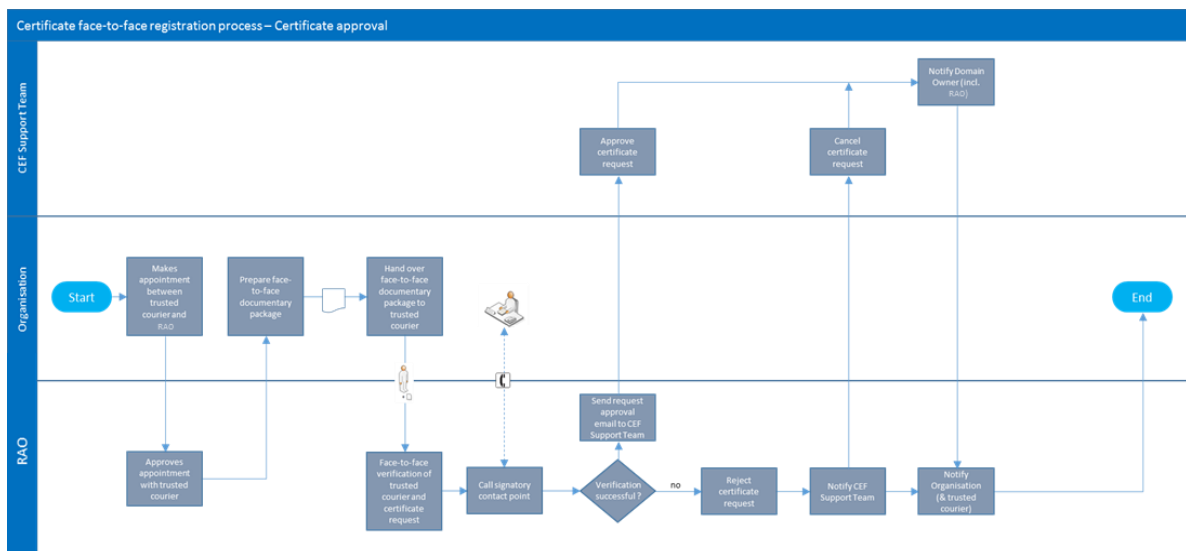 Certificate face-to-face registration process – Certificate approval
CEF Support Team
Notify Domain
Owner (incl.
RAO)
Approve
certificate
request
Cancel
certificate
request
Organisation
Start
Makes
appointment
between
trusted
courier and
RAO
Prepare face-
to-face
documentary
package
Hand over
face-to-face
documentary
package to
trusted
courier
End
RAO
Approves
appointment
with trusted
courier
Face-to-face
verification of
trusted
courier and
certificate
request
Call signatory
contact point
Send request
approval
email to CEF
Support Team
Verification
successful ?
no
Reject
certificate
request
Notify CEF
Support Team
Notify
Organisation
(& trusted
courier)